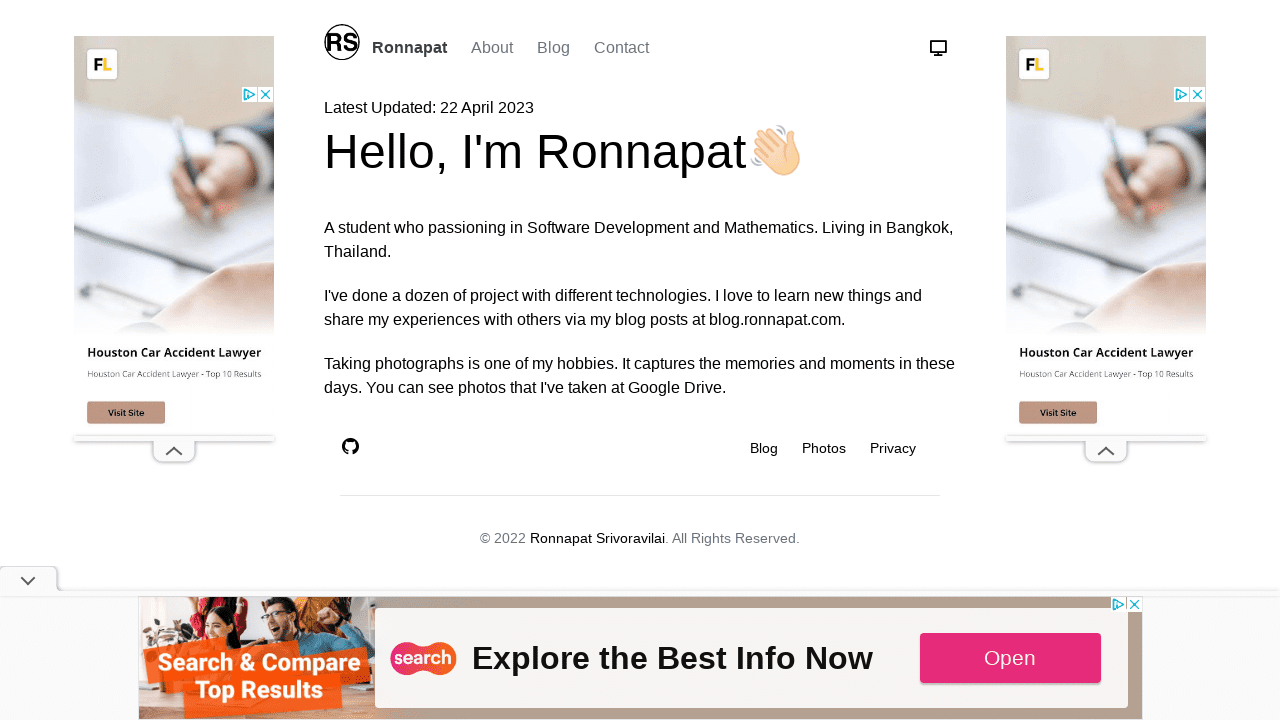 RS
Ronnapat About Blog Contact
Latest Updated: 22 April 2023
Hello, I'm Ronnapat👋🏻
A student who passioning in Software Development and Mathematics. Living in Bangkok,
Thailand.
I've done a dozen of project with different technologies. I love to learn new things and
share my experiences with others via my blog posts at blog.ronnapat.com.
Taking photographs is one of my hobbies. It captures the memories and moments in these
days. You can see photos that I've taken at Google Drive.
Blog Photos Privacy
© 2022 Ronnapat Srivoravilai. All Rights Reserved.
FL
Houston Car Accident Lawyer
Houston Car Accident Lawyer - Top 10 Results
Visit Site
FL
Houston Car Accident Lawyer
Houston Car Accident Lawyer - Top 10 Results
Visit Site
Search & Compare
Top Results
search
Explore the Best Info Now
Open